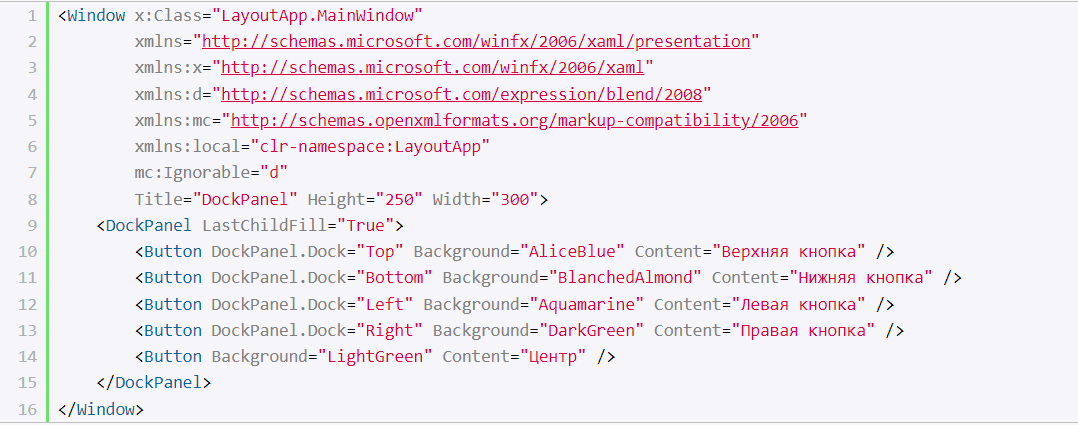 1 <Window x:Class="LayoutApp.MainWindow"
2 xmlns="http://schemas.microsoft.com/winfx/2006/xaml/presentation"
3 xmlns:x="http://schemas.microsoft.com/winfx/2006/xaml"
4 xmlns:d="http://schemas.microsoft.com/expression/blend/2008"
5 xmlns:mc="http://schemas.openxmlformats.org/markup-compatibility/2006"
6 xmlns:local="clr-namespace:LayoutApp"
7 mc:Ignorable="d"
8 Title="DockPanel" Height="250" Width="300">
9 <DockPanel LastChildFill="True">
10 <Button DockPanel.Dock="Top" Background="AliceBlue" Content="Верхняя кнопка" />
11 <Button DockPanel.Dock="Bottom" Background="BlanchedAlmond" Content="Нижняя кнопка" />
12 <Button DockPanel.Dock="Left" Background="Aquamarine" Content="Левая кнопка" />
13 <Button DockPanel.Dock="Right" Background="DarkGreen" Content="Правая кнопка" />
14 <Button Background="LightGreen" Content="Центр" />
15 </DockPanel>
16 </Window>